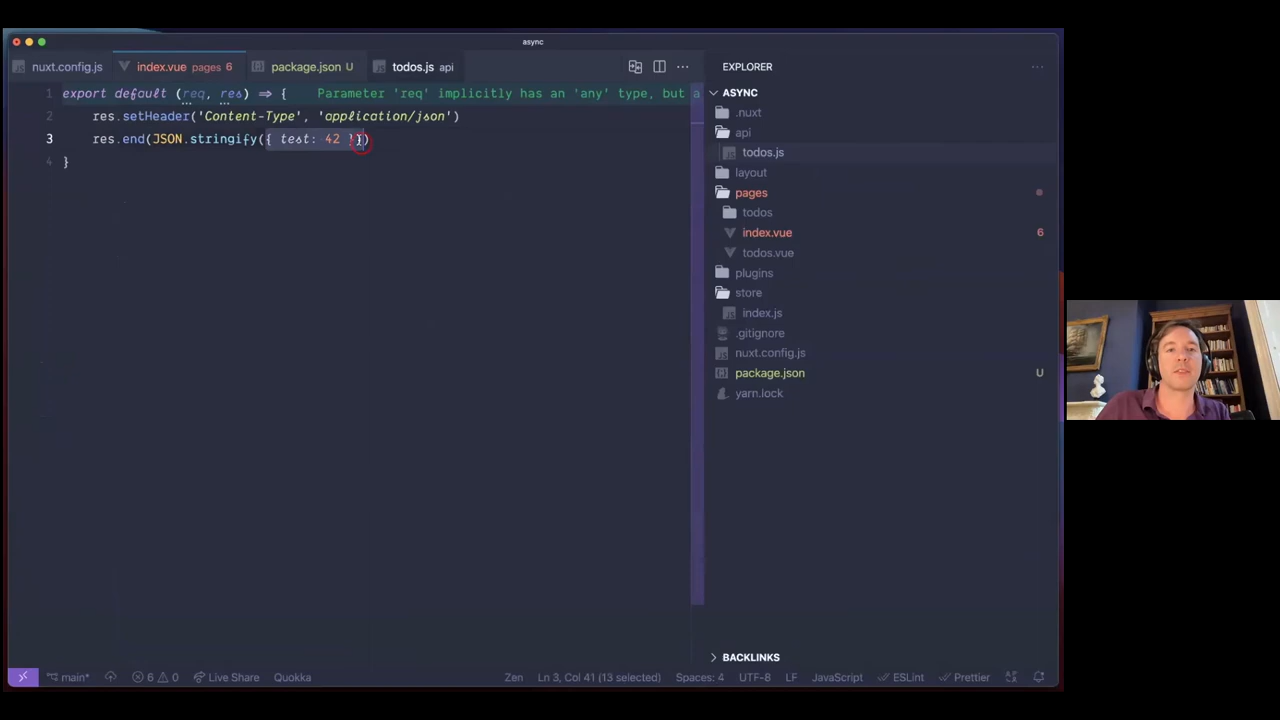 async
nuxt.config.js
index.vue pages 6
package.json U
todos.js api
1 export default (req, res) => { Parameter 'req' implicitly has an 'any' type, but a
2 res.setHeader('Content-Type', 'application/json')
3 res.end(JSON.stringify({ test: 42 }))
4 }
EXPLORER
ASYNC
.nuxt
api
todos.js
layout
pages
todos
index.vue 6
todos.vue
plugins
store
index.js
.gitignore
nuxt.config.js
package.json U
yarn.lock
BACKLINKS
main* 6 0 Live Share Quokka Zen Ln 3, Col 41 (13 selected) Spaces: 4 UTF-8 LF JavaScript ESLint Prettier